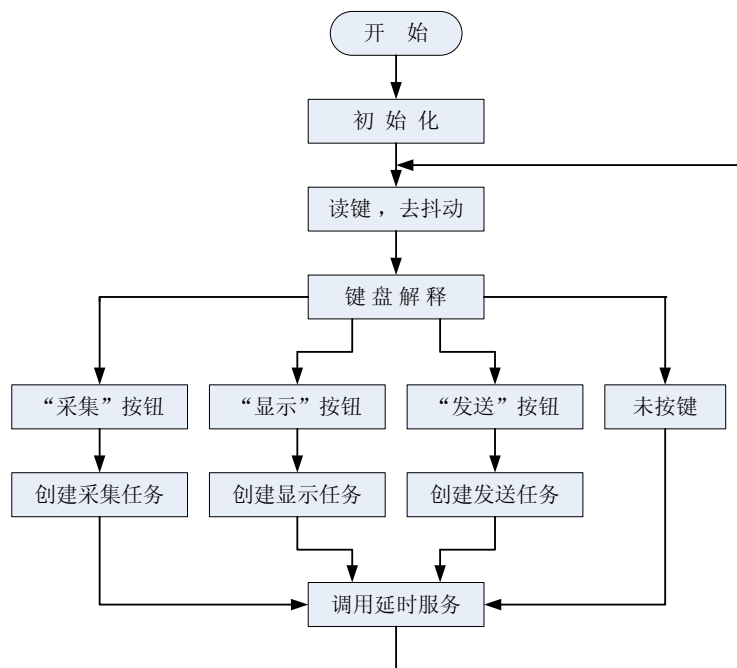 开 始
初 始 化
读键，去抖动
键 盘 解 释
“采集”按钮
“显示”按钮
“发送”按钮
未按键
创建采集任务
创建显示任务
创建发送任务
调用延时服务